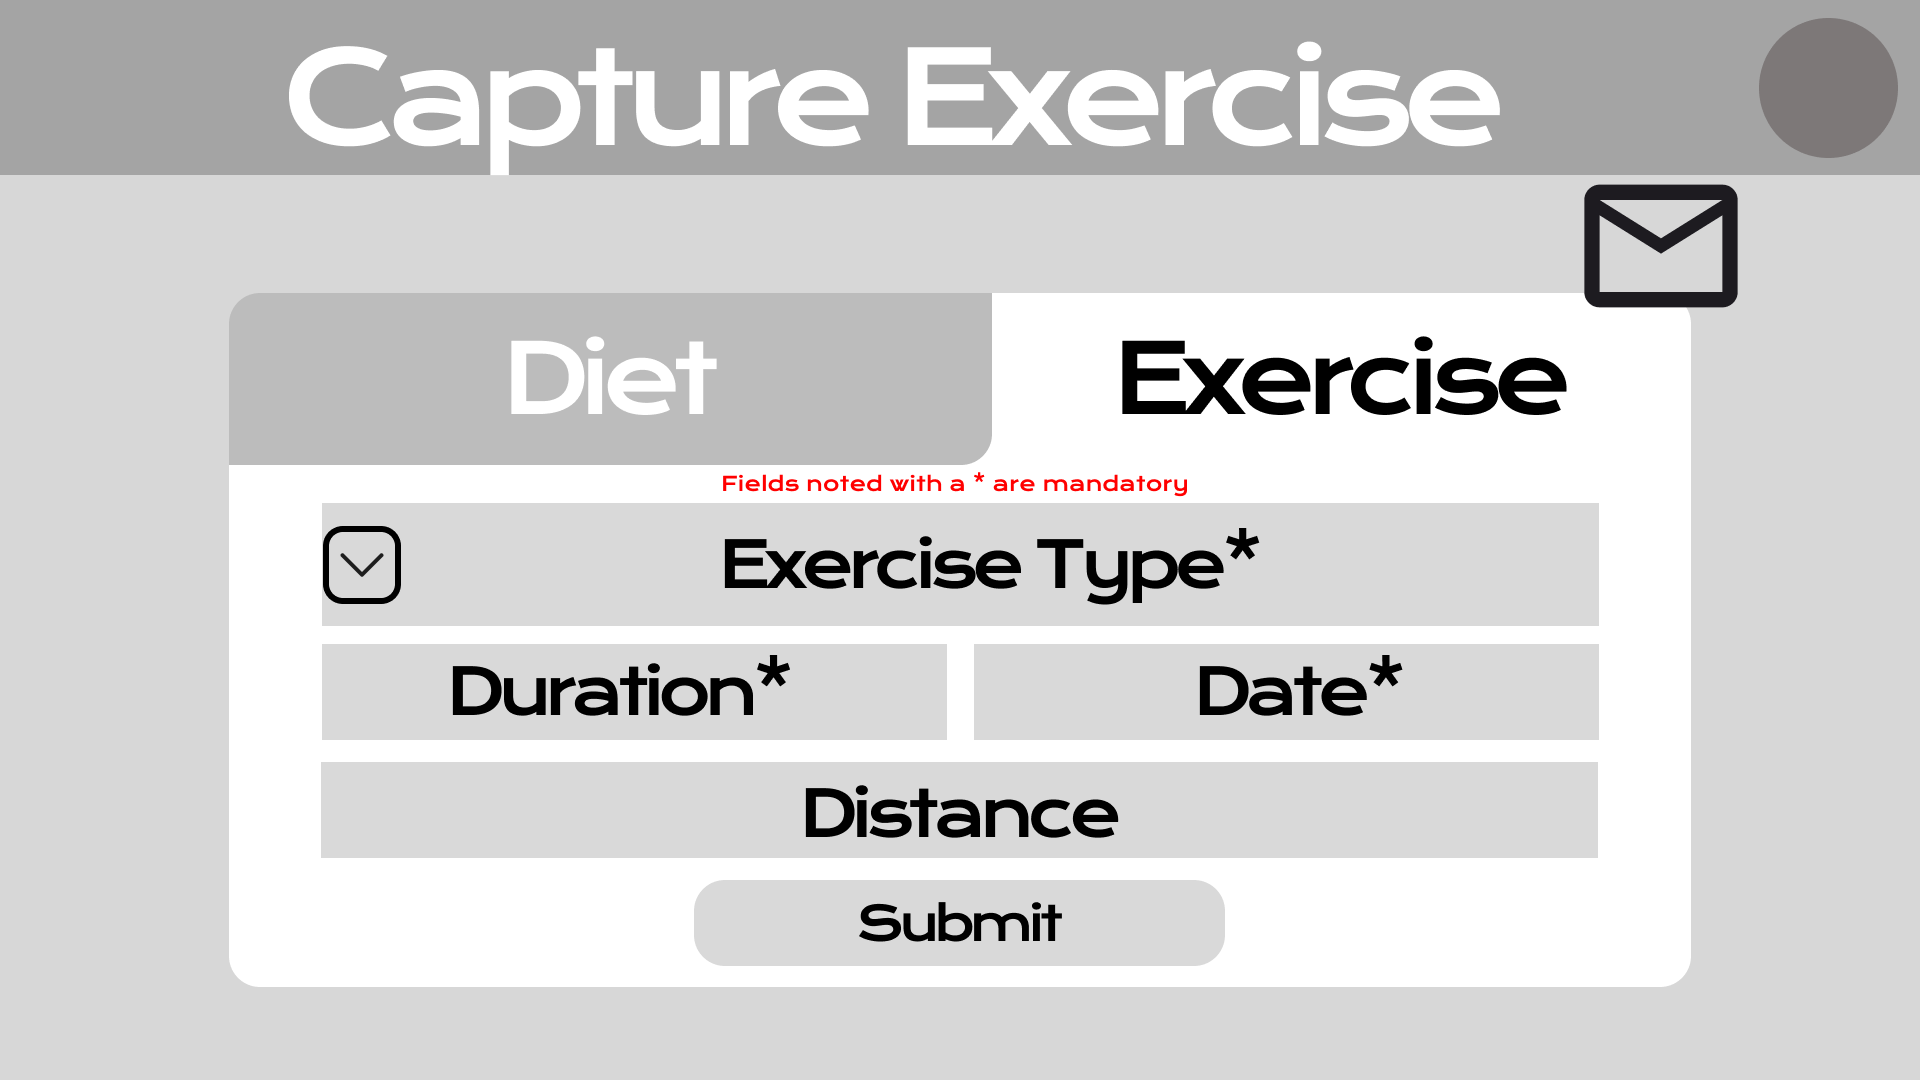 Capture Exercise
Diet
Exercise
Fields noted with a * are mandatory
Exercise Type*
Duration*
Date*
Distance
Submit